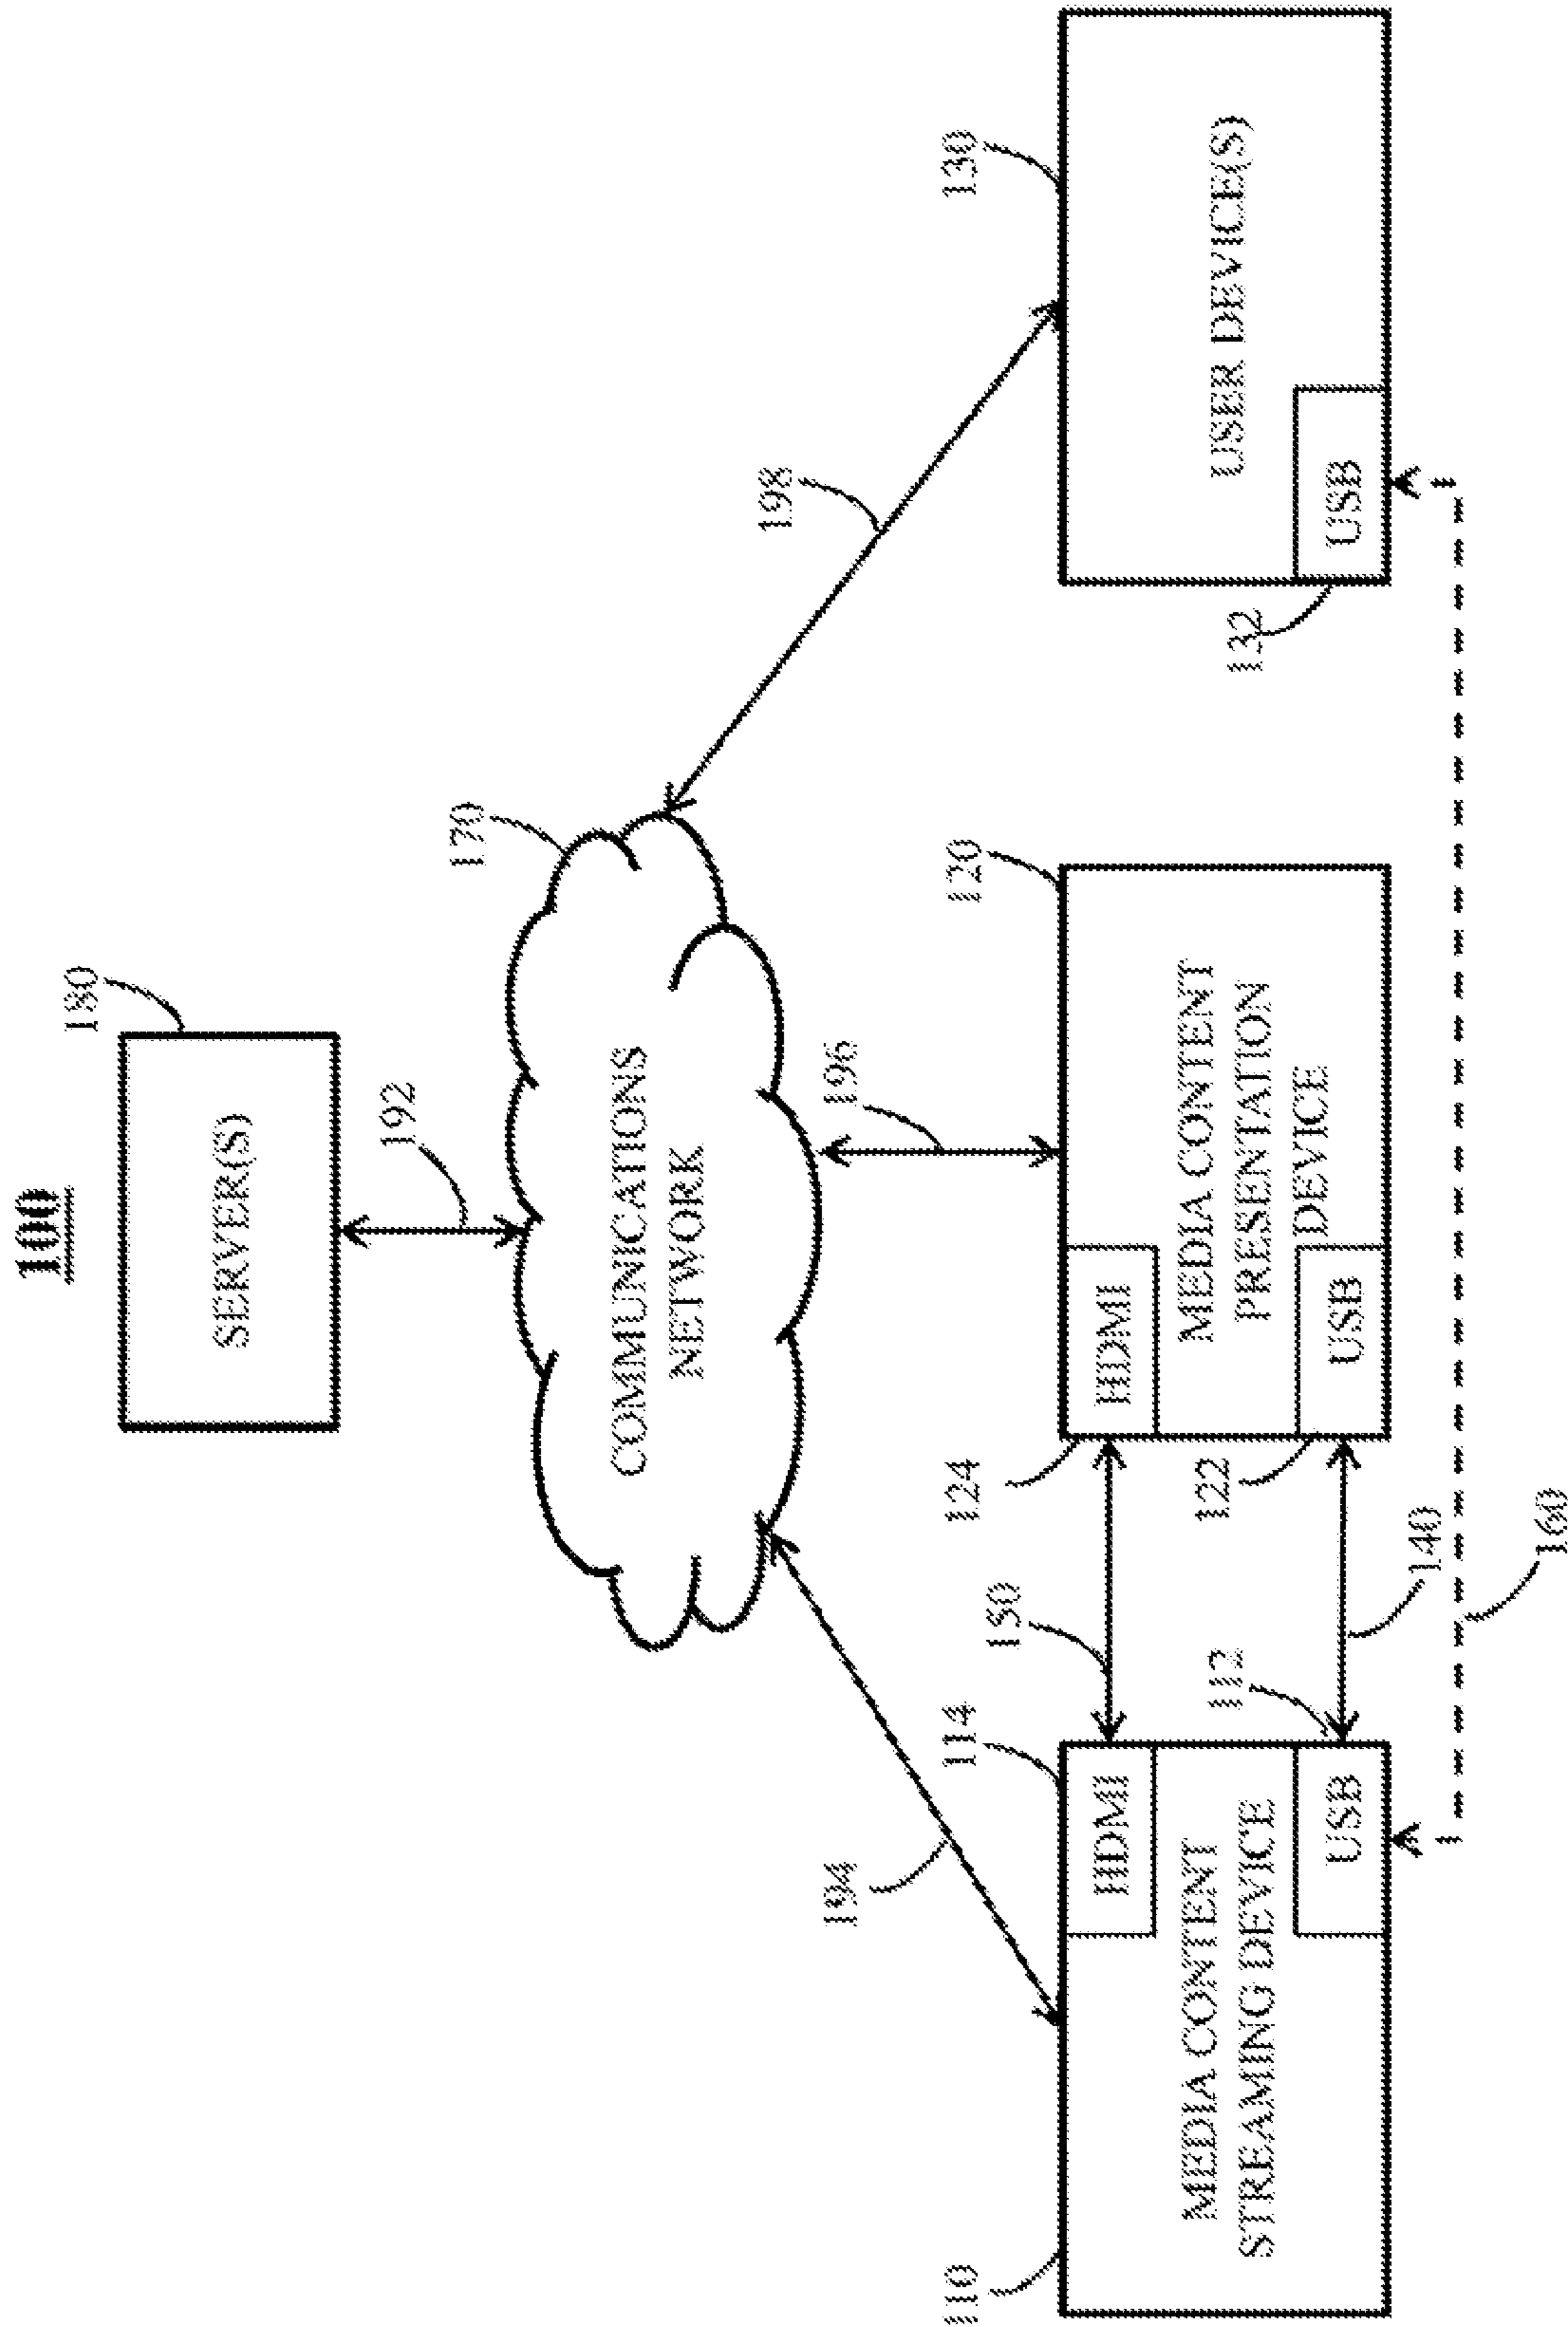 100
180
SERVER(S)
192
170
COMMUNICATIONS
NETWORK
194
196
198
110
114
150
124
120
130
HDMI
HDMI
MEDIA CONTENT
STREAMING DEVICE
MEDIA CONTENT
PRESENTATION
DEVICE
USER DEVICE(S)
112
122
132
USB
USB
USB
140
160